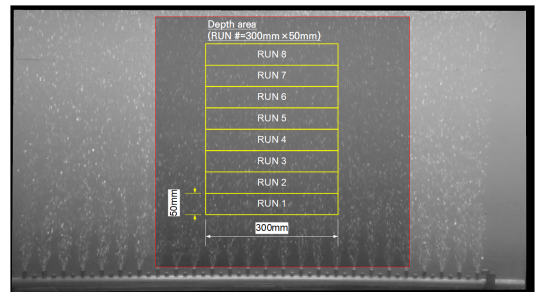 Depth area
(RUN #=300mm×50mm)
RUN 8
RUN 7
RUN 6
RUN 5
RUN 4
RUN 3
RUN 2
RUN 1
50mm
300mm